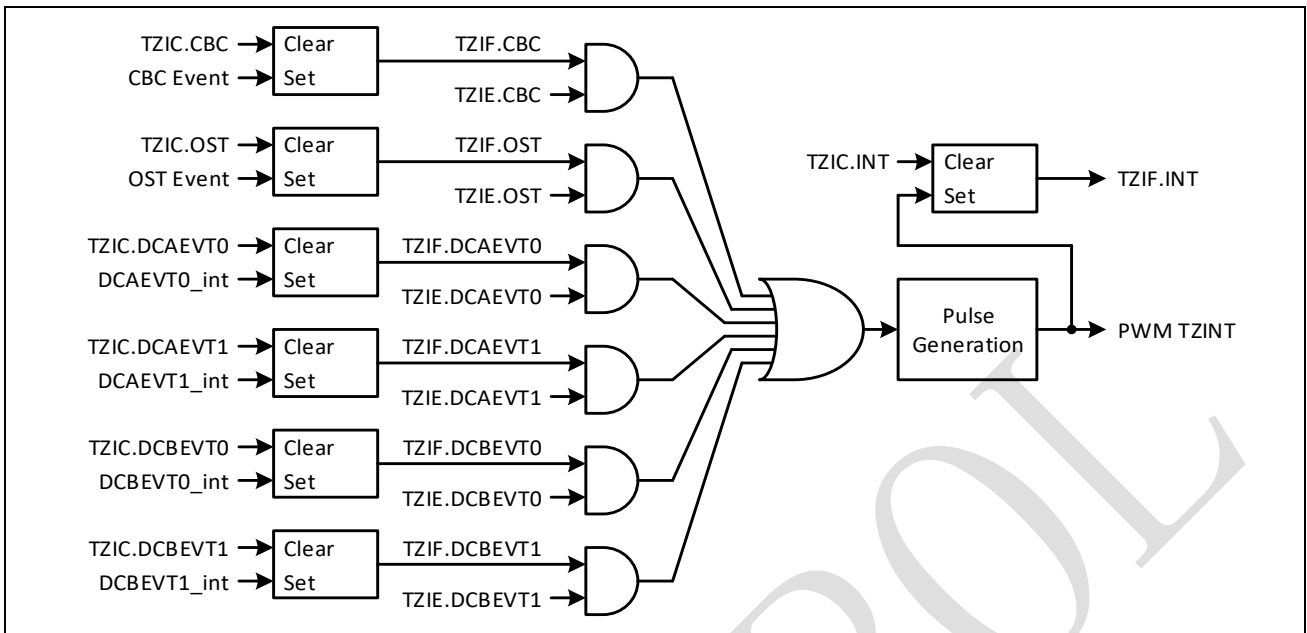 TZIC.CBC
Clear
CBC Event
Set
TZIF.CBC
TZIE.CBC
TZIC.OST
Clear
OST Event
Set
TZIF.OST
TZIE.OST
TZIC.DCAEVT0
Clear
DCAEVT0_int
Set
TZIF.DCAEVT0
TZIE.DCAEVT0
TZIC.DCAEVT1
Clear
DCAEVT1_int
Set
TZIF.DCAEVT1
TZIE.DCAEVT1
TZIC.DCBEVT0
Clear
DCBEVT0_int
Set
TZIF.DCBEVT0
TZIE.DCBEVT0
TZIC.DCBEVT1
Clear
DCBEVT1_int
Set
TZIF.DCBEVT1
TZIE.DCBEVT1
TZIC.INT
Clear
Set
TZIF.INT
Pulse
Generation
PWM TZINT